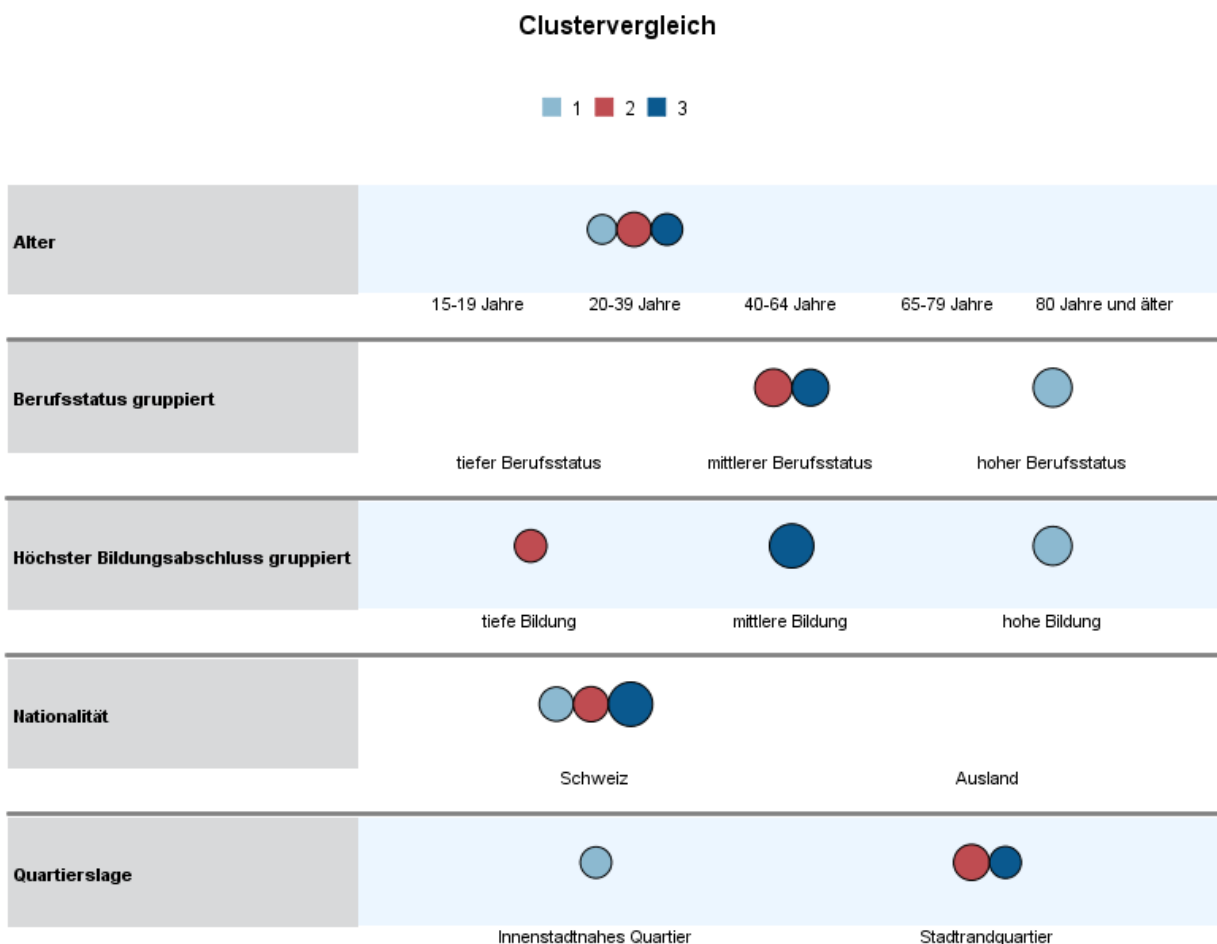 Clustervergleich
1 2 3
Alter
15-19 Jahre 20-39 Jahre 40-64 Jahre 65-79 Jahre 80 Jahre und älter
Berufsstatus gruppiert
tiefer Berufsstatus mittlerer Berufsstatus hoher Berufsstatus
Höchster Bildungsabschluss gruppiert
tiefe Bildung mittlere Bildung hohe Bildung
Nationalität
Schweiz Ausland
Quartierslage
Innenstadtnahes Quartier Stadtrandquartier